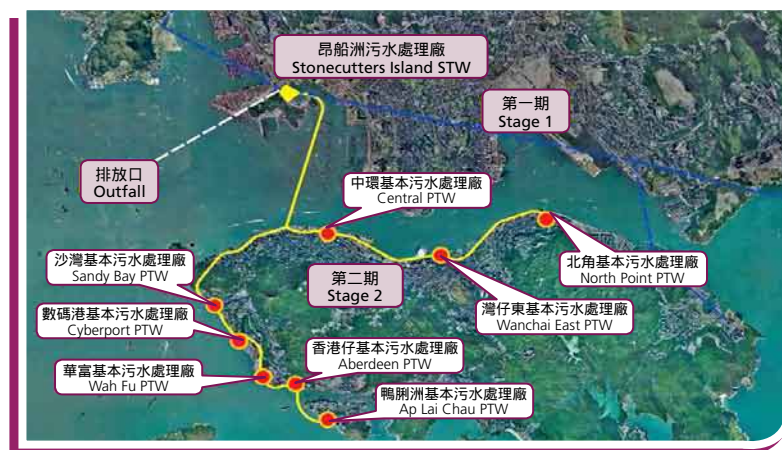 昂船洲污水處理廠
Stonecutters Island STW
第一期
Stage 1
排放口
Outfall
中環基本污水處理廠
Central PTW
沙灣基本污水處理廠
Sandy Bay PTW
第二期
Stage 2
北角基本污水處理廠
North Point PTW
數碼港基本污水處理廠
Cyberport PTW
灣仔東基本污水處理廠
Wanchai East PTW
華富基本污水處理廠
Wah Fu PTW
香港仔基本污水處理廠
Aberdeen PTW
鴨脷洲基本污水處理廠
Ap Lai Chau PTW